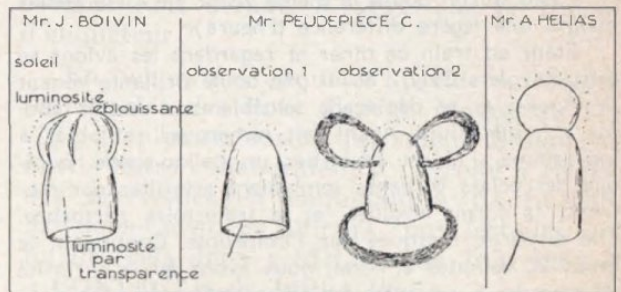 Mr. J. BOIVIN
Mr. PEUDEPIECE C.
Mr. A HELIAS
soleil
luminosité
éblouissante
observation 1
observation 2
luminosité
par
transparence